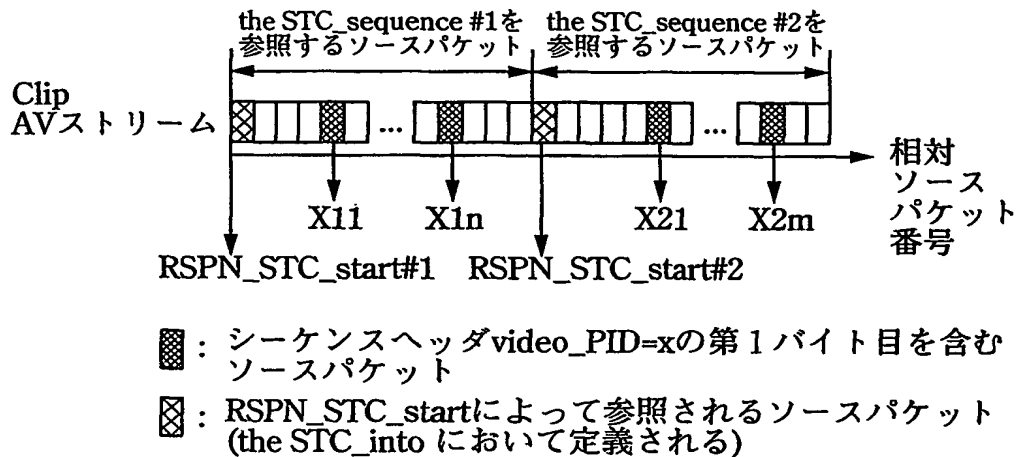 the STC_sequence #1を
参照するソースパケット
the STC_sequence #2を
参照するソースパケット
Clip
AVストリーム
...
...
相対
ソース
パケット
番号
X11
X1n
X21
X2m
RSPN_STC_start#1
RSPN_STC_start#2
: シーケンスヘッダvideo_PID=xの第１バイト目を含む
ソースパケット
: RSPN_STC_startによって参照されるソースパケット
(the STC_into において定義される)